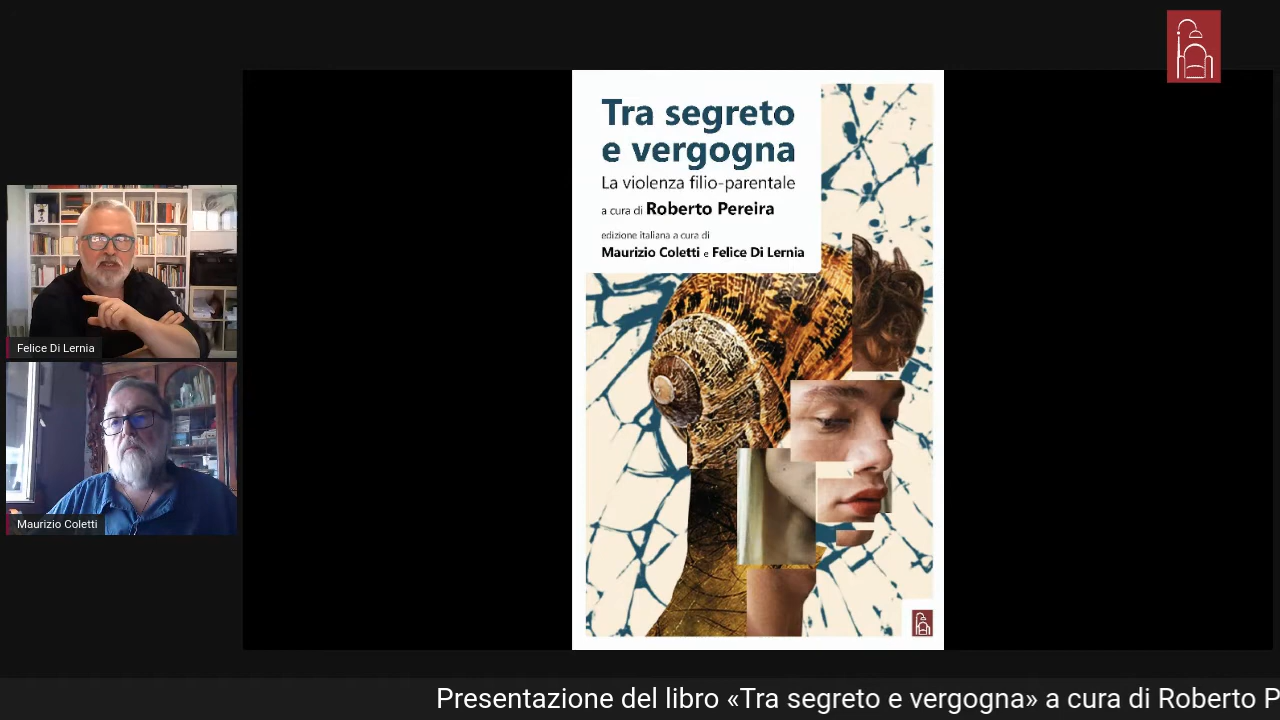 Tra segreto
e vergogna
La violenza filio-parentale
a cura di Roberto Pereira
edizione italiana a cura di
Maurizio Coletti e Felice Di Lernia
Felice Di Lernia
Maurizio Coletti
Presentazione del libro «Tra segreto e vergogna» a cura di Roberto P